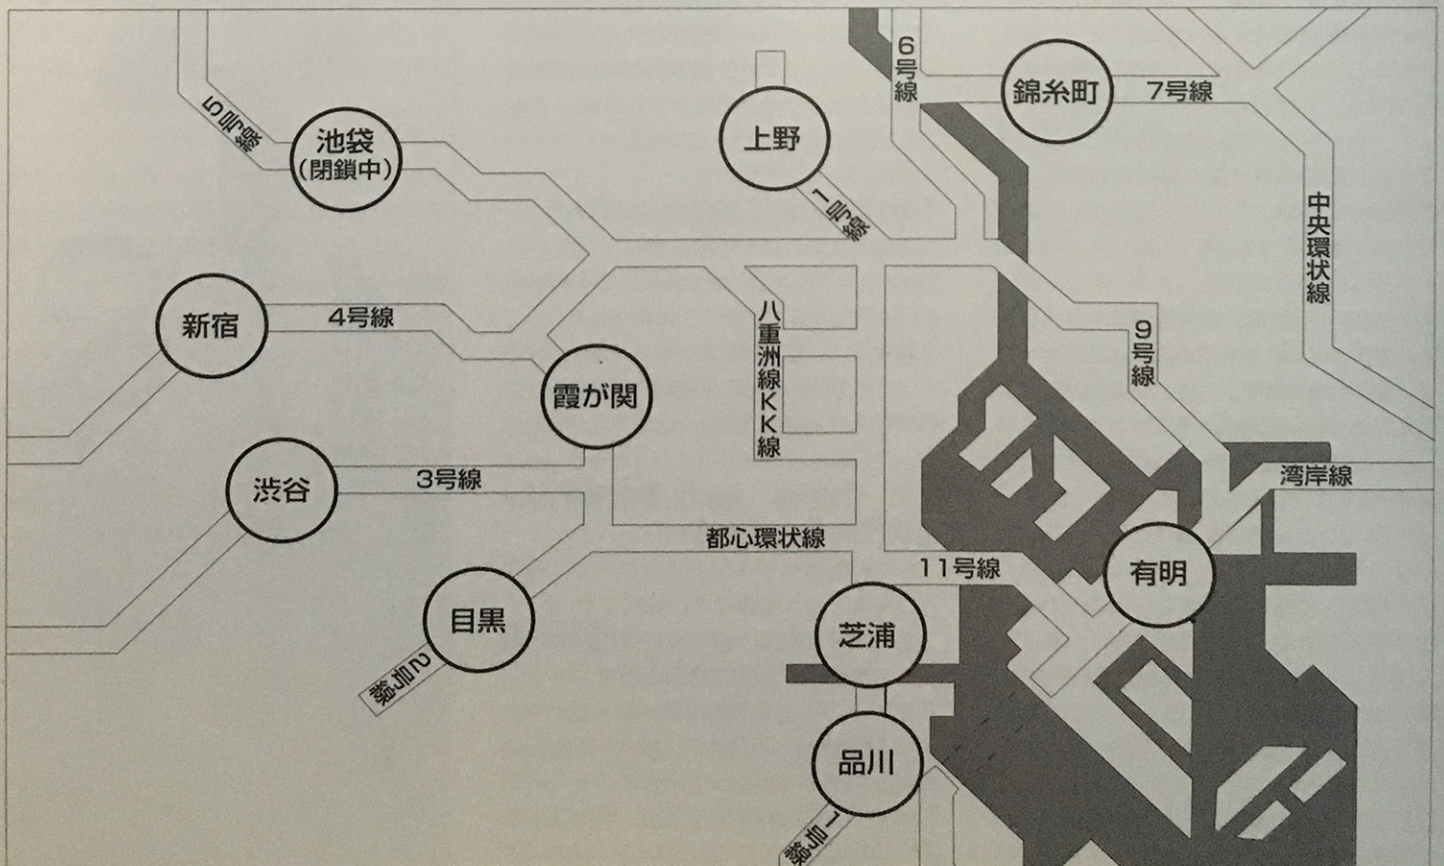 6号線
錦糸町
7号線
5号線
池袋
(閉鎖中)
上野
1号線
中央環状線
新宿
4号線
八重洲線KK線
9号線
霞が関
渋谷
3号線
湾岸線
都心環状線
11号線
有明
目黒
2号線
芝浦
品川
1号線